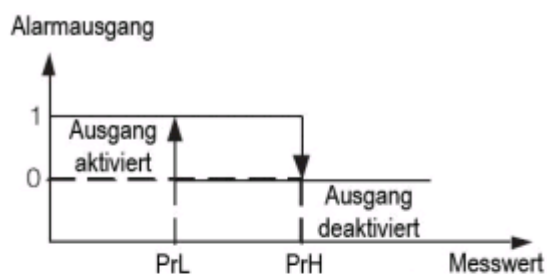 Alarmausgang
1
Ausgang
aktiviert
0
Ausgang
deaktiviert
PrL
PrH
Messwert